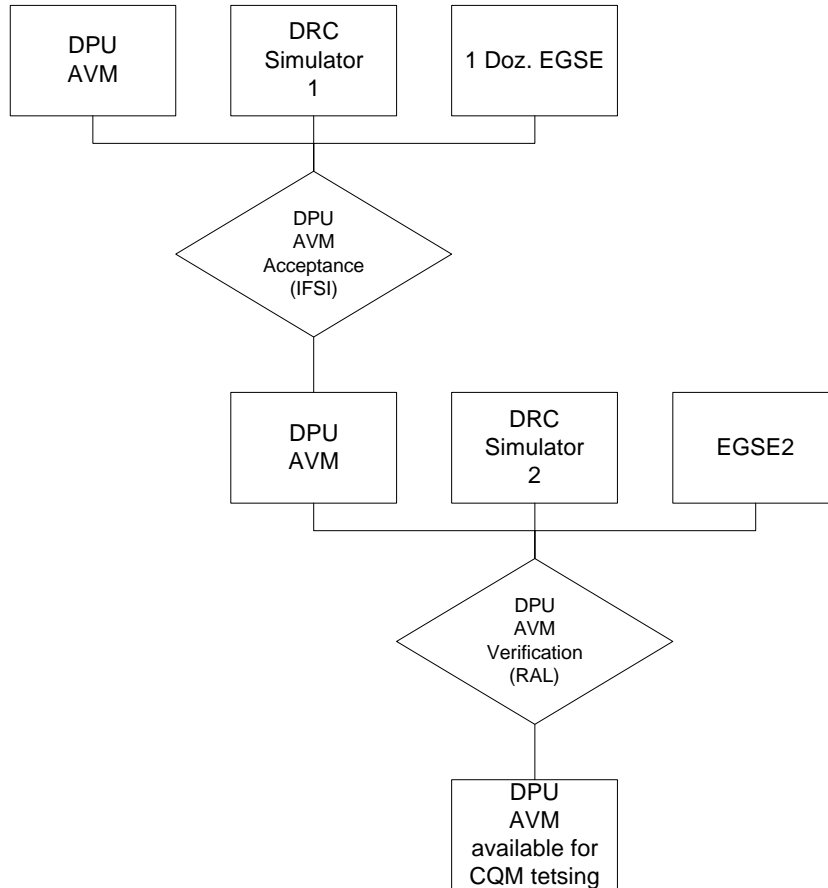 DPU
AVM
DRC
Simulator
1
1 Doz. EGSE
DPU
AVM
Acceptance
(IFSI)
DPU
AVM
DRC
Simulator
2
EGSE2
DPU
AVM
Verification
(RAL)
DPU
AVM
available for
CQM tetsing